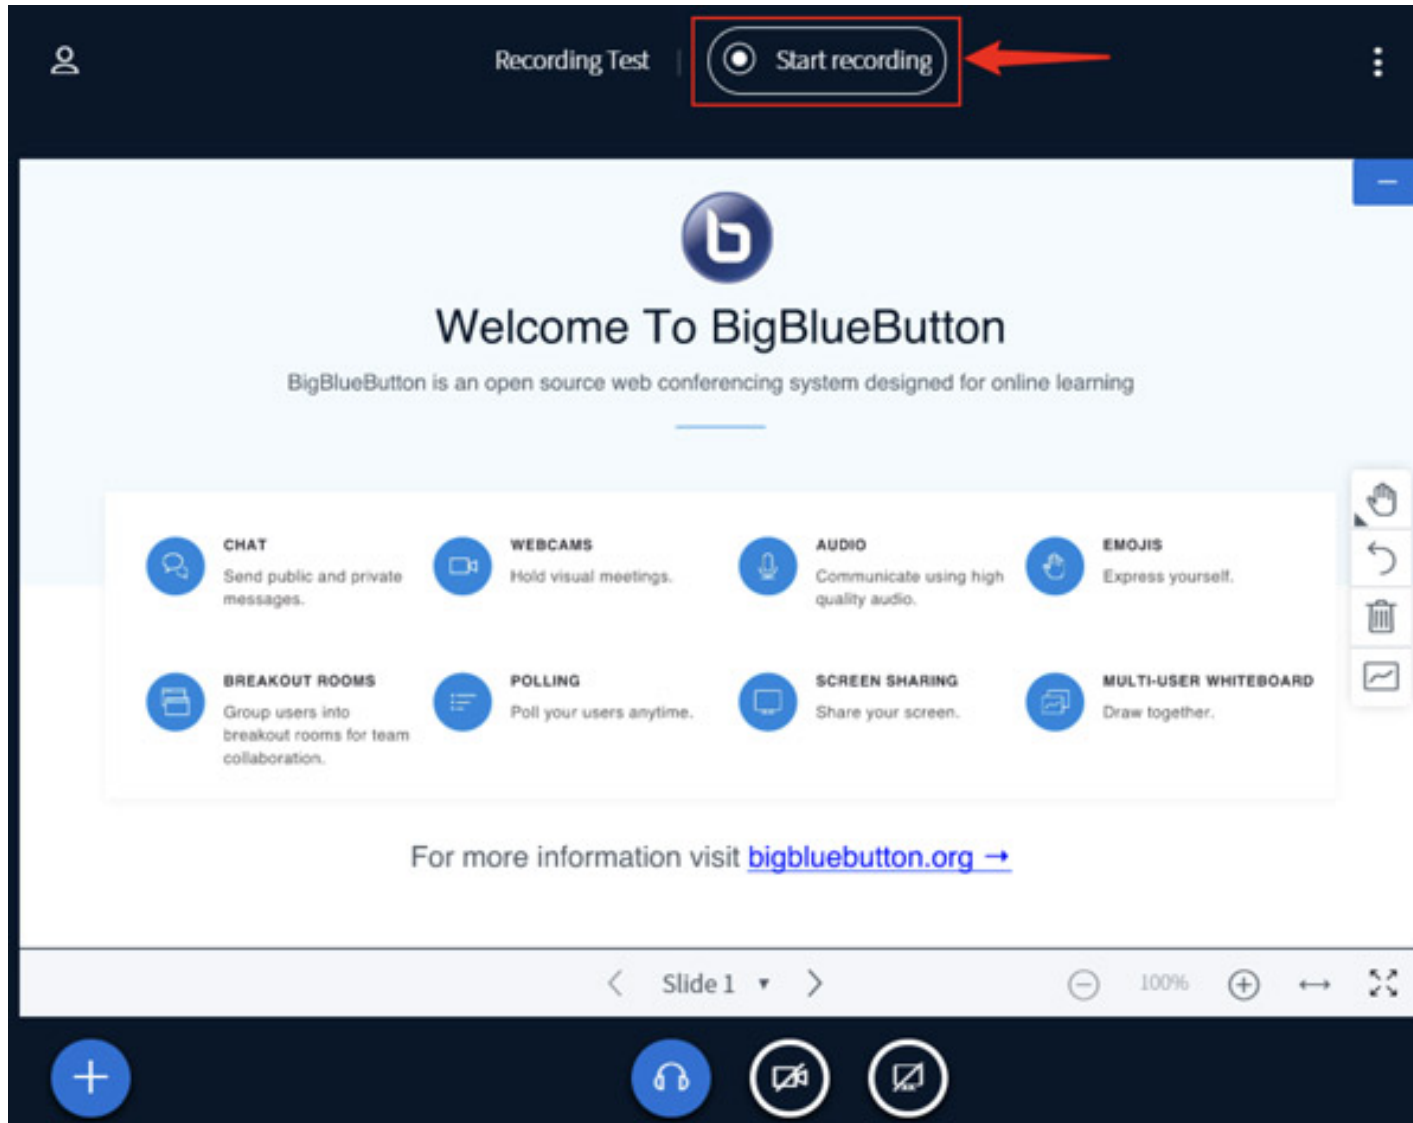 Recording Test
Start recording
Welcome To BigBlueButton
BigBlueButton is an open source web conferencing system designed for online learning
CHAT
Send public and private
messages.
WEBCAMS
Hold visual meetings.
AUDIO
Communicate using high
quality audio.
EMOJIS
Express yourself.
BREAKOUT ROOMS
Group users into
breakout rooms for team
collaboration.
POLLING
Poll your users anytime.
SCREEN SHARING
Share your screen.
MULTI-USER WHITEBOARD
Draw together.
For more information visit bigbluebutton.org →
Slide 1
100%